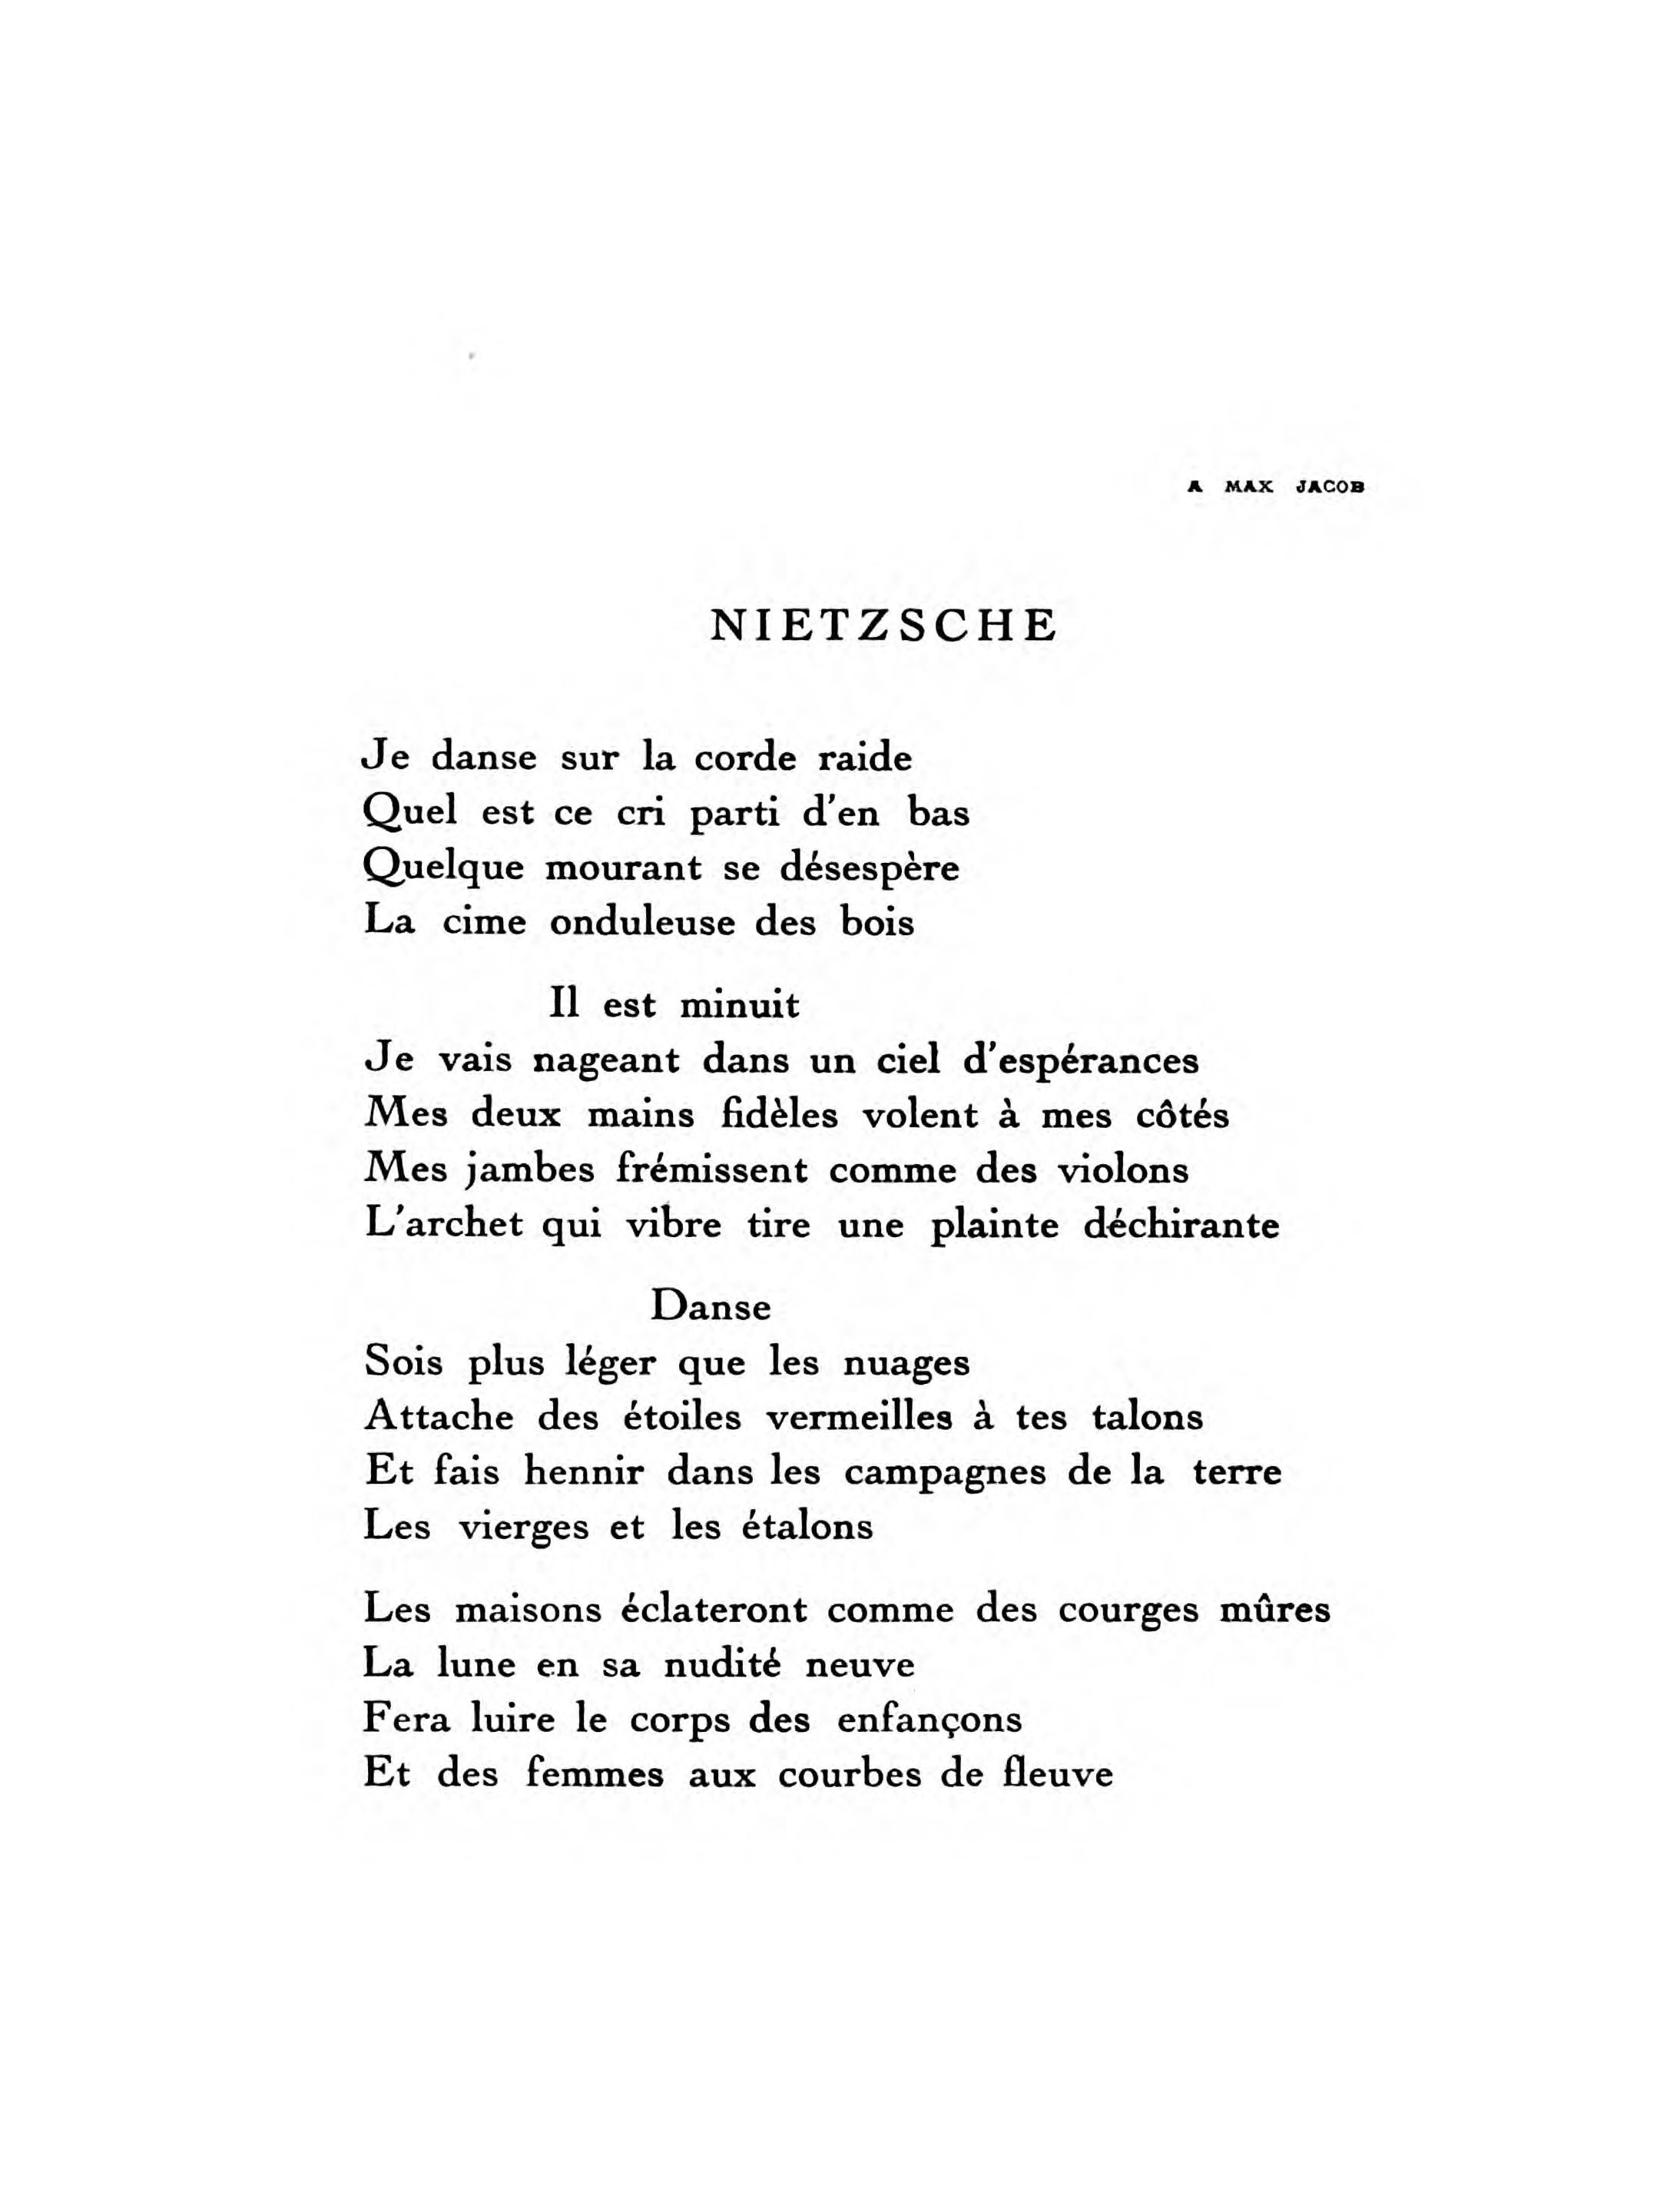 A MAX JACOB
NIETZSCHE
Je danse sur la corde raide
Quel est ce cri parti d'en bas
Quelque mourant se désespère
La cime onduleuse des bois
Il est minuit
Je vais nageant dans un ciel d'espérances
Mes deux mains fidèles volent à mes côtés
Mes jambes frémissent comme des violons
L'archet qui vibre tire une plainte déchirante
Danse
Sois plus léger que les nuages
Attache des étoiles vermeilles à tes talons
Et fais hennir dans les campagnes de la terre
Les vierges et les étalons
Les maisons éclateront comme des courges mûres
La lune en sa nudité neuve
Fera luire le corps des enfançons
Et des femmes aux courbes de fleuve